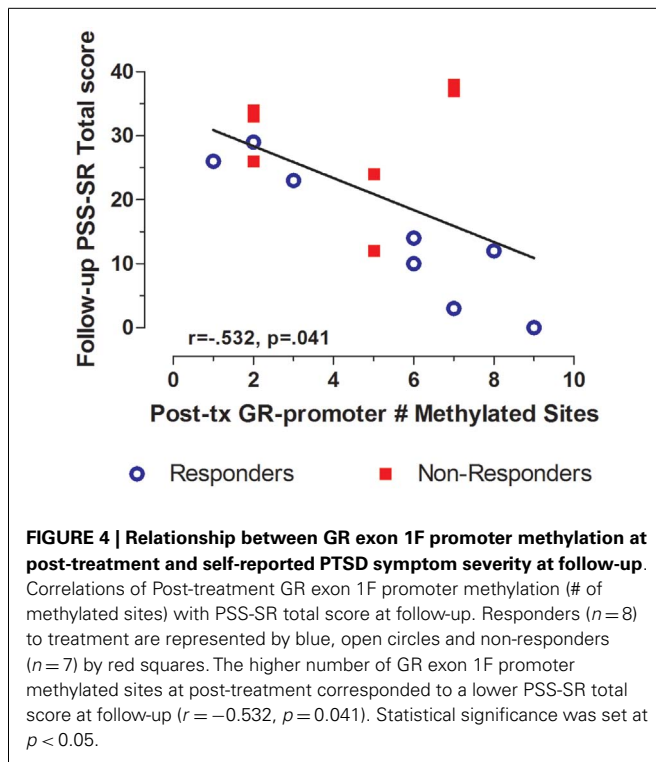 Follow-up PSS-SR Total score
40
30
20
10
0
r=-.532, p=.041
0 2 4 6 8 10
Post-tx GR-promoter # Methylated Sites
Responders Non-Responders
FIGURE 4 | Relationship between GR exon 1F promoter methylation at
post-treatment and self-reported PTSD symptom severity at follow-up.
Correlations of Post-treatment GR exon 1F promoter methylation (# of
methylated sites) with PSS-SR total score at follow-up. Responders (n = 8)
to treatment are represented by blue, open circles and non-responders
(n = 7) by red squares. The higher number of GR exon 1F promoter
methylated sites at post-treatment corresponded to a lower PSS-SR total
score at follow-up (r = −0.532, p = 0.041). Statistical significance was set at
p < 0.05.